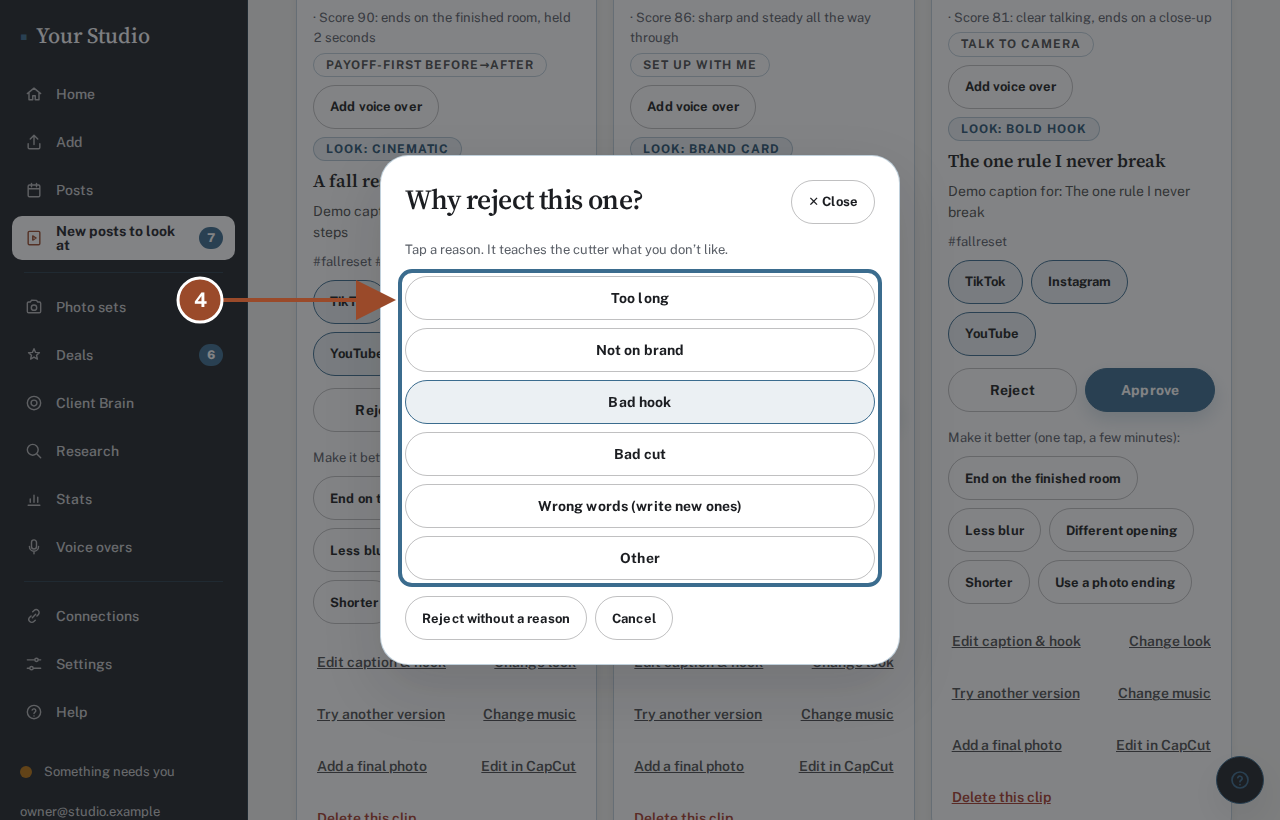 Your Studio
Home
Add
Posts
New posts to look at
7
Photo sets
Deals
6
Client Brain
Research
Stats
Voice overs
Connections
Settings
Help
Something needs you
owner@studio.example
4
· Score 90: ends on the finished room, held
2 seconds
PAYOFF-FIRST BEFORE→AFTER
Add voice over
LOOK: CINEMATIC
A fall re
Demo capt
steps
#fallreset #
TikT
YouTube
Reje
Make it bet
End on t
Less blu
Shorter
Edit caption & hook
Change look
Try another version
Change music
Add a final photo
Edit in CapCut
Delete this clip
· Score 86: sharp and steady all the way
through
SET UP WITH ME
Add voice over
LOOK: BRAND CARD
Edit caption & hook
Change look
Try another version
Change music
Add a final photo
Edit in CapCut
Delete this clip
· Score 81: clear talking, ends on a close-up
TALK TO CAMERA
Add voice over
LOOK: BOLD HOOK
The one rule I never break
Demo caption for: The one rule I never
break
#fallreset
TikTok
Instagram
YouTube
Reject
Approve
Make it better (one tap, a few minutes):
End on the finished room
Less blur
Different opening
Shorter
Use a photo ending
Edit caption & hook
Change look
Try another version
Change music
Add a final photo
Edit in CapCut
Delete this clip
Why reject this one?
× Close
Tap a reason. It teaches the cutter what you don't like.
Too long
Not on brand
Bad hook
Bad cut
Wrong words (write new ones)
Other
Reject without a reason
Cancel